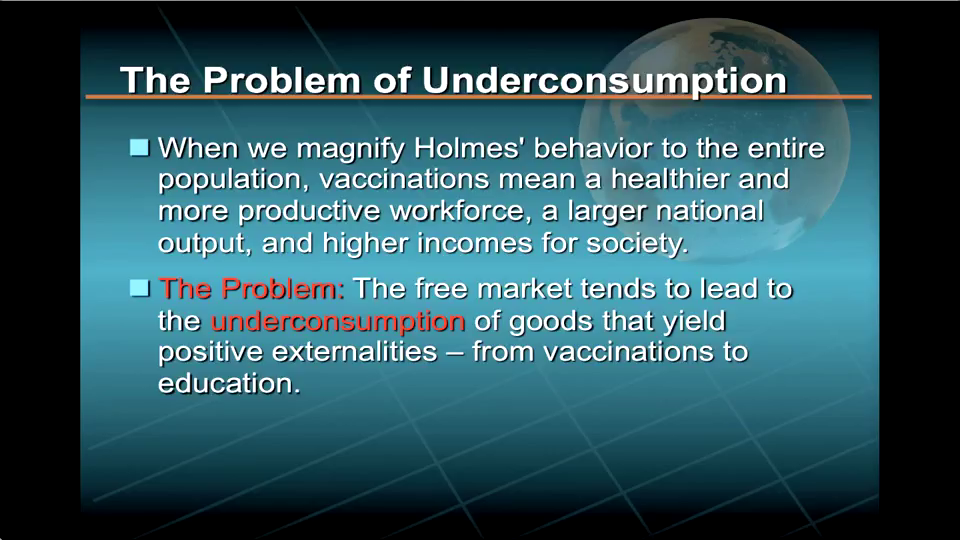 The Problem of Underconsumption
When we magnify Holmes' behavior to the entire
population, vaccinations mean a healthier and
more productive workforce, a larger national
output, and higher incomes for society.
The Problem: The free market tends to lead to
the underconsumption of goods that yield
positive externalities – from vaccinations to
education.